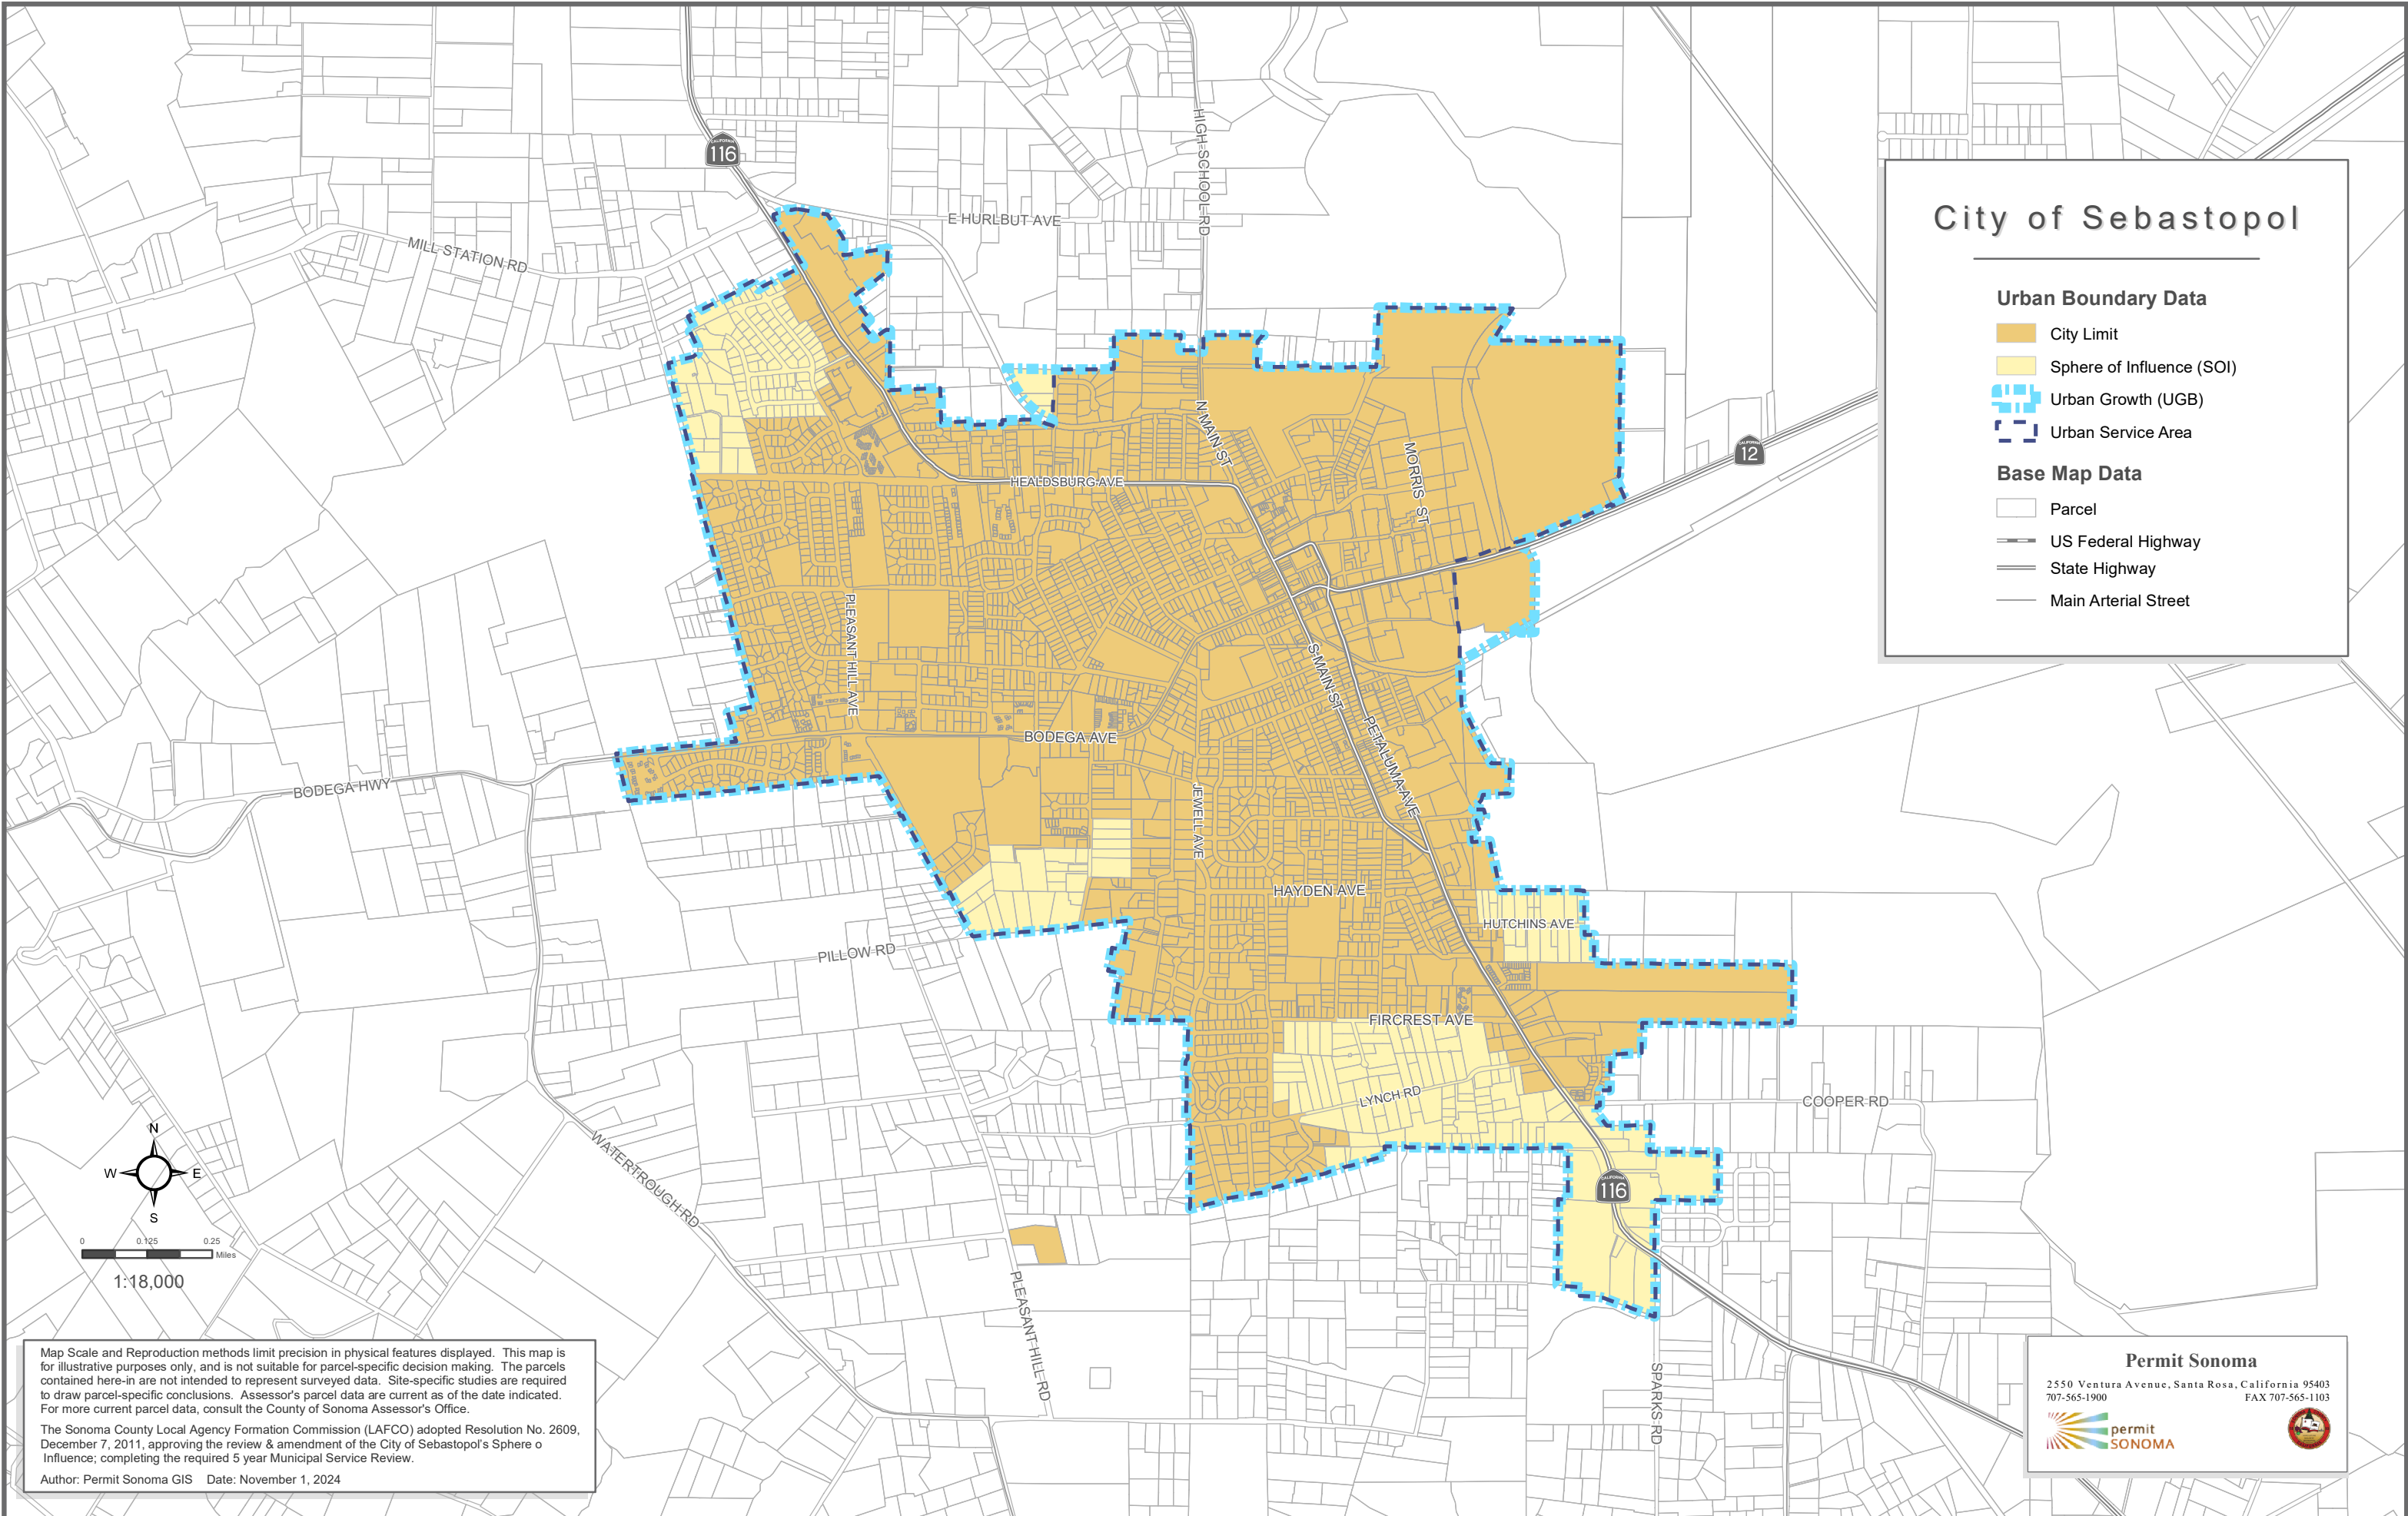 City of Sebastopol
Urban Boundary Data
City Limit
Sphere of Influence (SOI)
Urban Growth (UGB)
Urban Service Area
Base Map Data
Parcel
US Federal Highway
State Highway
Main Arterial Street
CALIFORNIA
116
HIGH SCHOOL RD
E HURLBUT AVE
MILL STATION RD
N MAIN ST
MORRIS ST
CALIFORNIA
12
HEALDSBURG AVE
PLEASANT HILL AVE
S MAIN ST
PETALUMA AVE
BODEGA AVE
BODEGA HWY
JEWELL AVE
HAYDEN AVE
HUTCHINS AVE
PILLOW RD
FIRCREST AVE
LYNCH RD
COOPER RD
WATERTROUGH RD
CALIFORNIA
116
PLEASANT HILL RD
SPARKS RD
N
W E
S
0 0.125 0.25
Miles
1:18,000
Map Scale and Reproduction methods limit precision in physical features displayed. This map is
for illustrative purposes only, and is not suitable for parcel-specific decision making. The parcels
contained here-in are not intended to represent surveyed data. Site-specific studies are required
to draw parcel-specific conclusions. Assessor's parcel data are current as of the date indicated.
For more current parcel data, consult the County of Sonoma Assessor's Office.
The Sonoma County Local Agency Formation Commission (LAFCO) adopted Resolution No. 2609,
December 7, 2011, approving the review & amendment of the City of Sebastopol's Sphere o
Influence; completing the required 5 year Municipal Service Review.
Author: Permit Sonoma GIS Date: November 1, 2024
Permit Sonoma
2550 Ventura Avenue, Santa Rosa, California 95403
707-565-1900 FAX 707-565-1103
permit
SONOMA